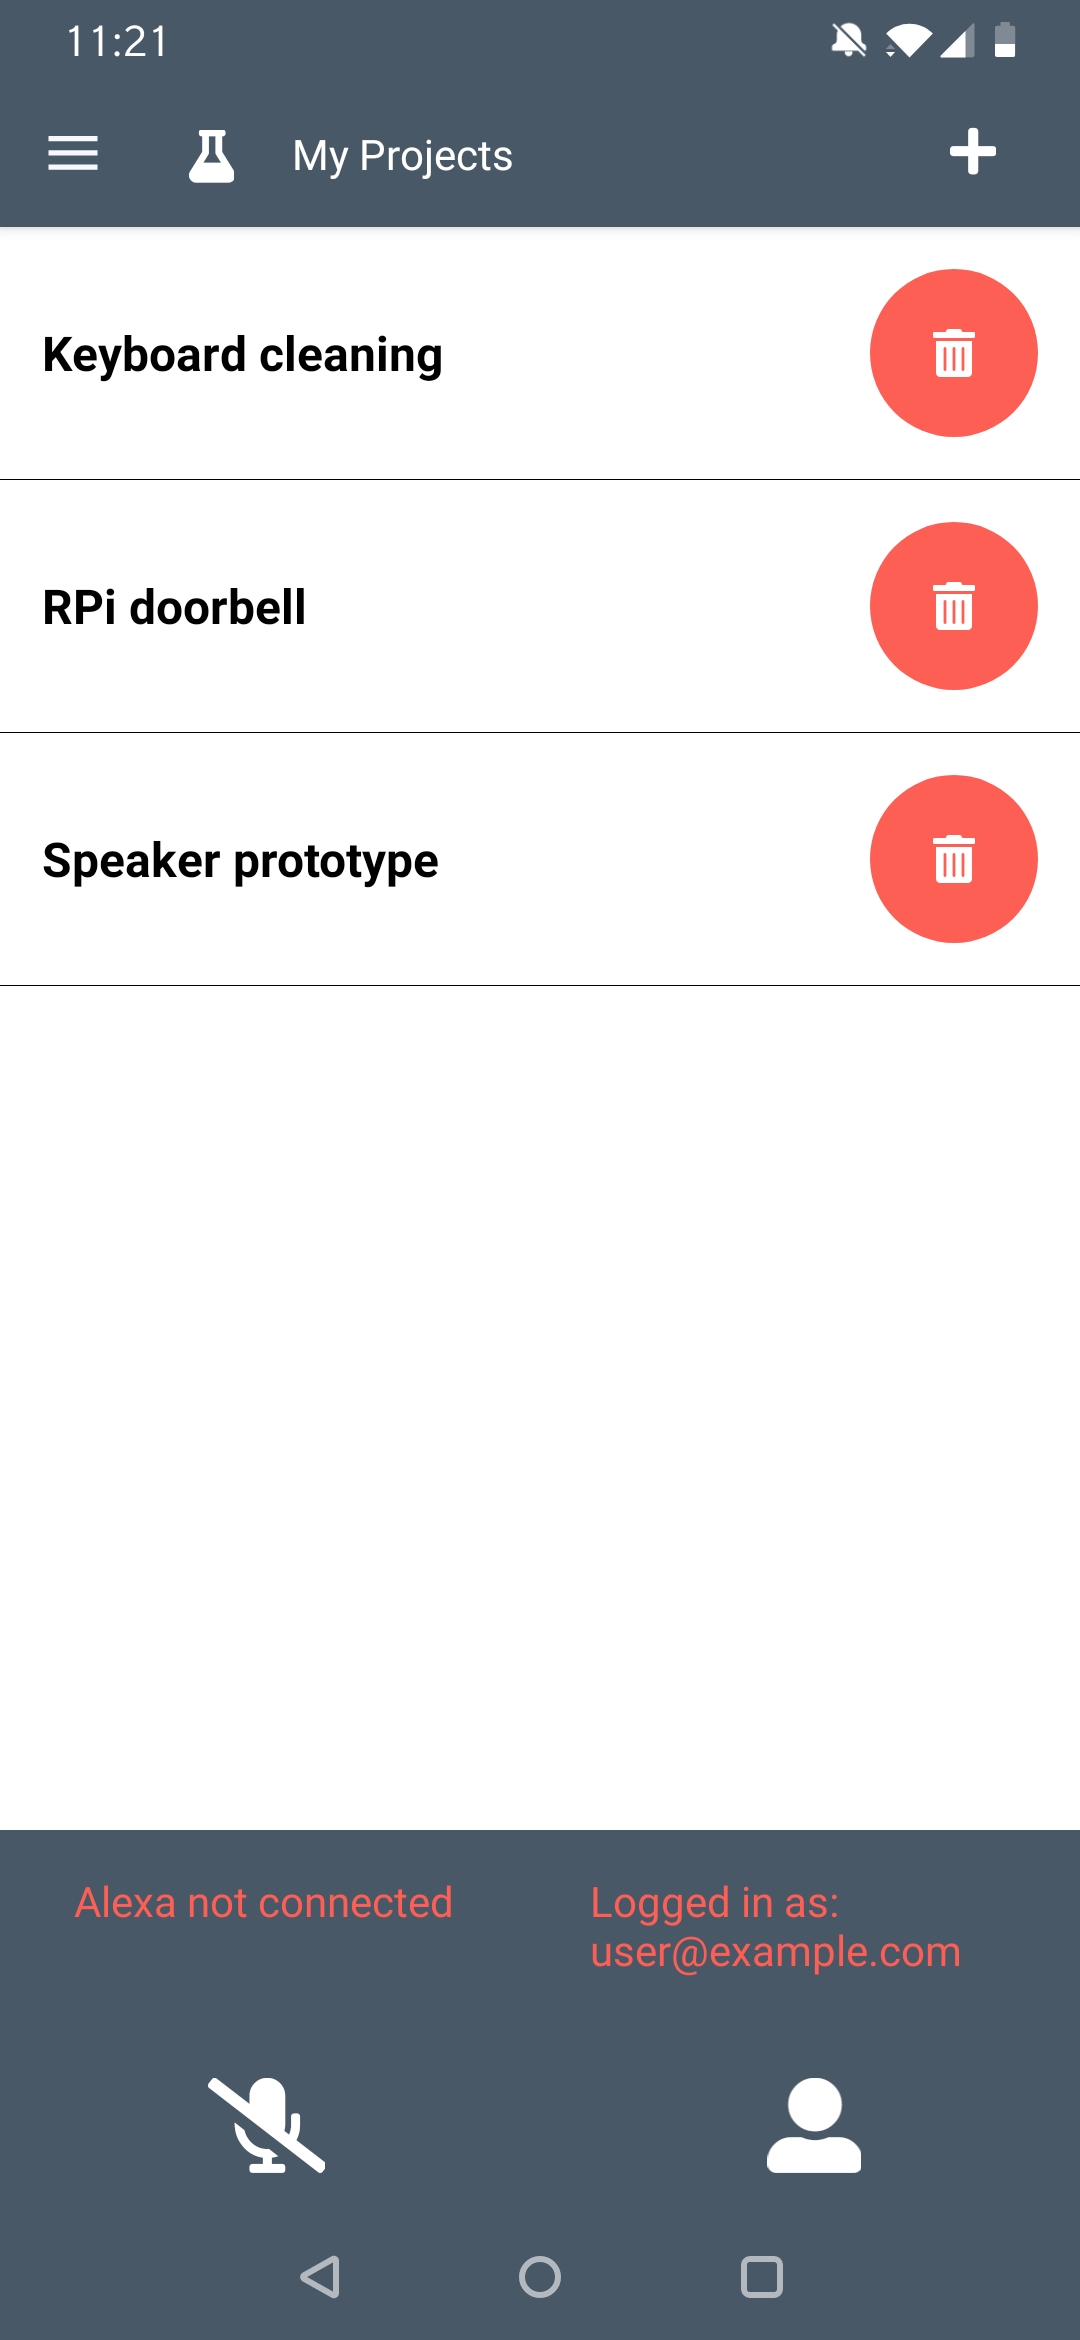 11:21
My Projects
Keyboard cleaning
RPi doorbell
Speaker prototype
Alexa not connected
Logged in as:
user@example.com